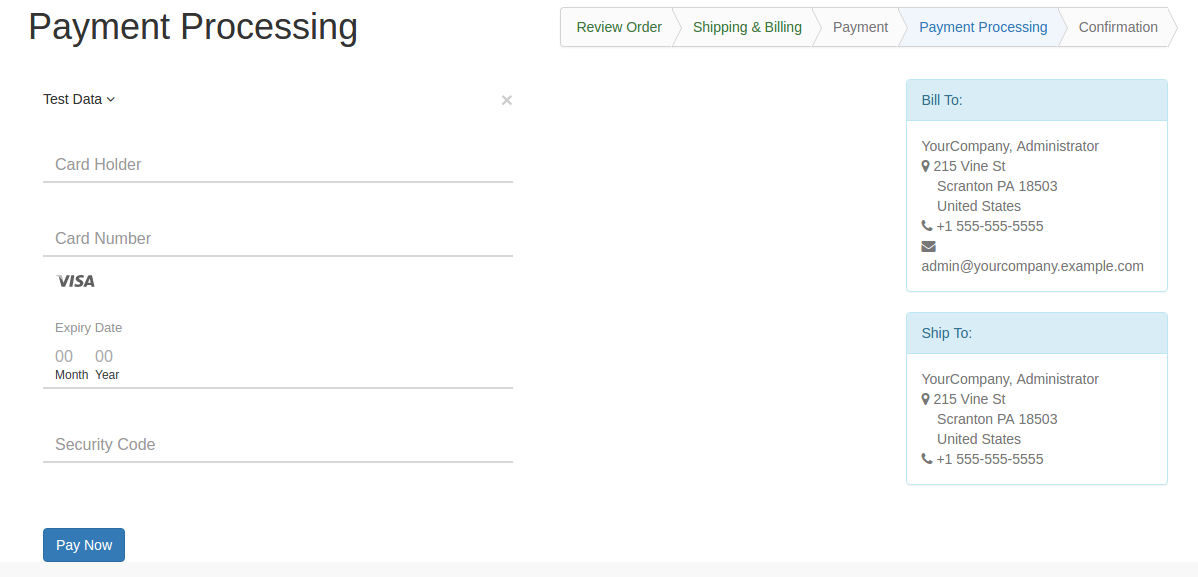 Payment Processing
Review Order
Shipping & Billing
Payment
Payment Processing
Confirmation
Test Data
×
Card Holder
Card Number
VISA
Expiry Date
00 00
Month Year
Security Code
Pay Now
Bill To:
YourCompany, Administrator
215 Vine St
Scranton PA 18503
United States
+1 555-555-5555
admin@yourcompany.example.com
Ship To:
YourCompany, Administrator
215 Vine St
Scranton PA 18503
United States
+1 555-555-5555